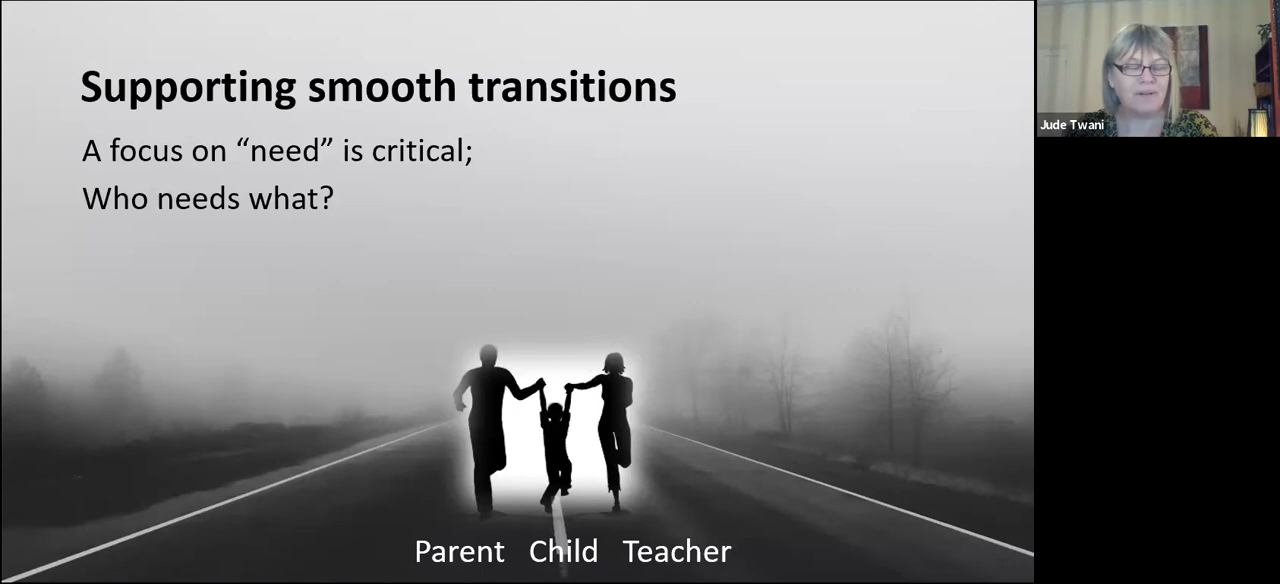 Supporting smooth transitions
A focus on “need” is critical;
Who needs what?
Jude Twani
Parent Child Teacher